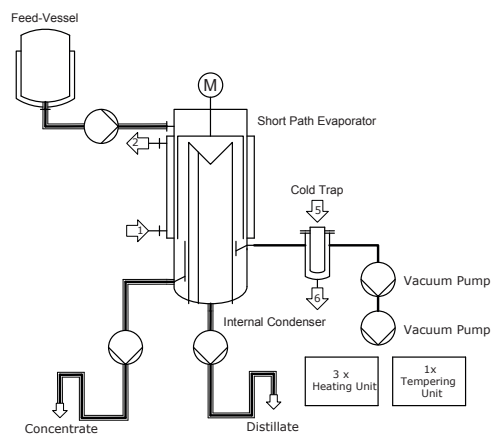 Feed-Vessel
M
Short Path Evaporator
2
Cold Trap
5
1
6
Vacuum Pump
Internal Condenser
Vacuum Pump
3 x
Heating Unit
1x
Tempering
Unit
Concentrate
Distillate